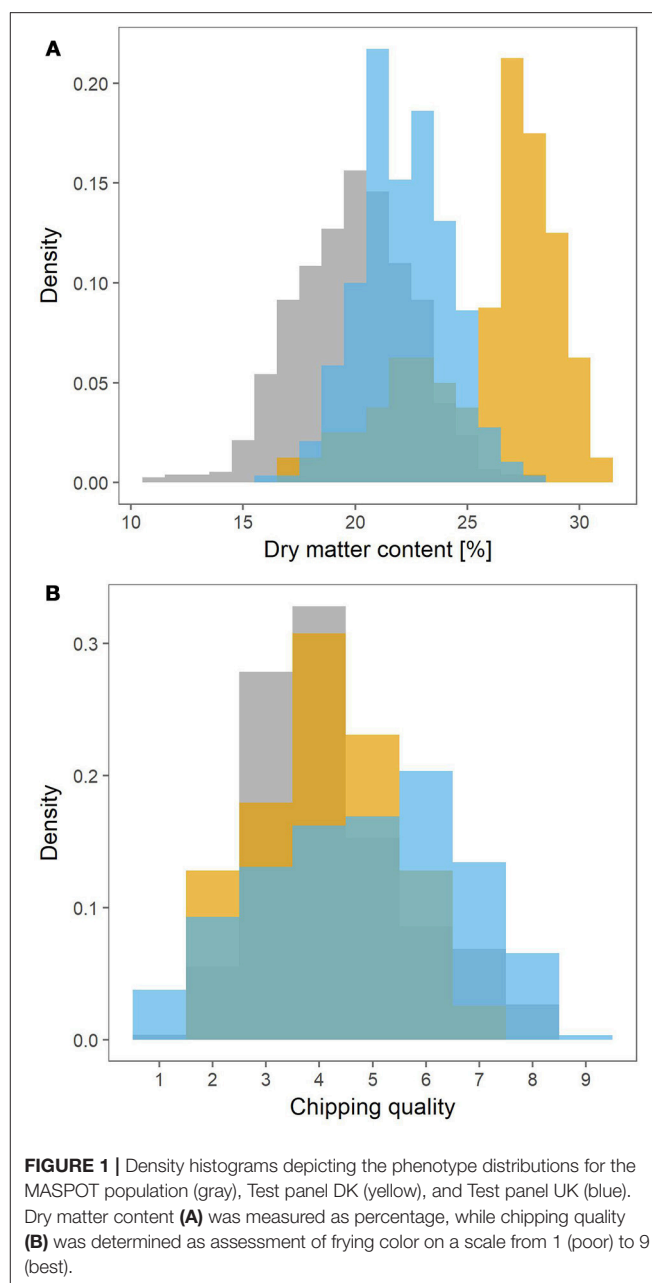 A
0.20
0.15
0.10
0.05
0.00
Density
10 15 20 25 30
Dry matter content [%]
B
0.3
0.2
0.1
0.0
Density
1 2 3 4 5 6 7 8 9
Chipping quality
FIGURE 1 | Density histograms depicting the phenotype distributions for the
MASPOT population (gray), Test panel DK (yellow), and Test panel UK (blue).
Dry matter content (A) was measured as percentage, while chipping quality
(B) was determined as assessment of frying color on a scale from 1 (poor) to 9
(best).